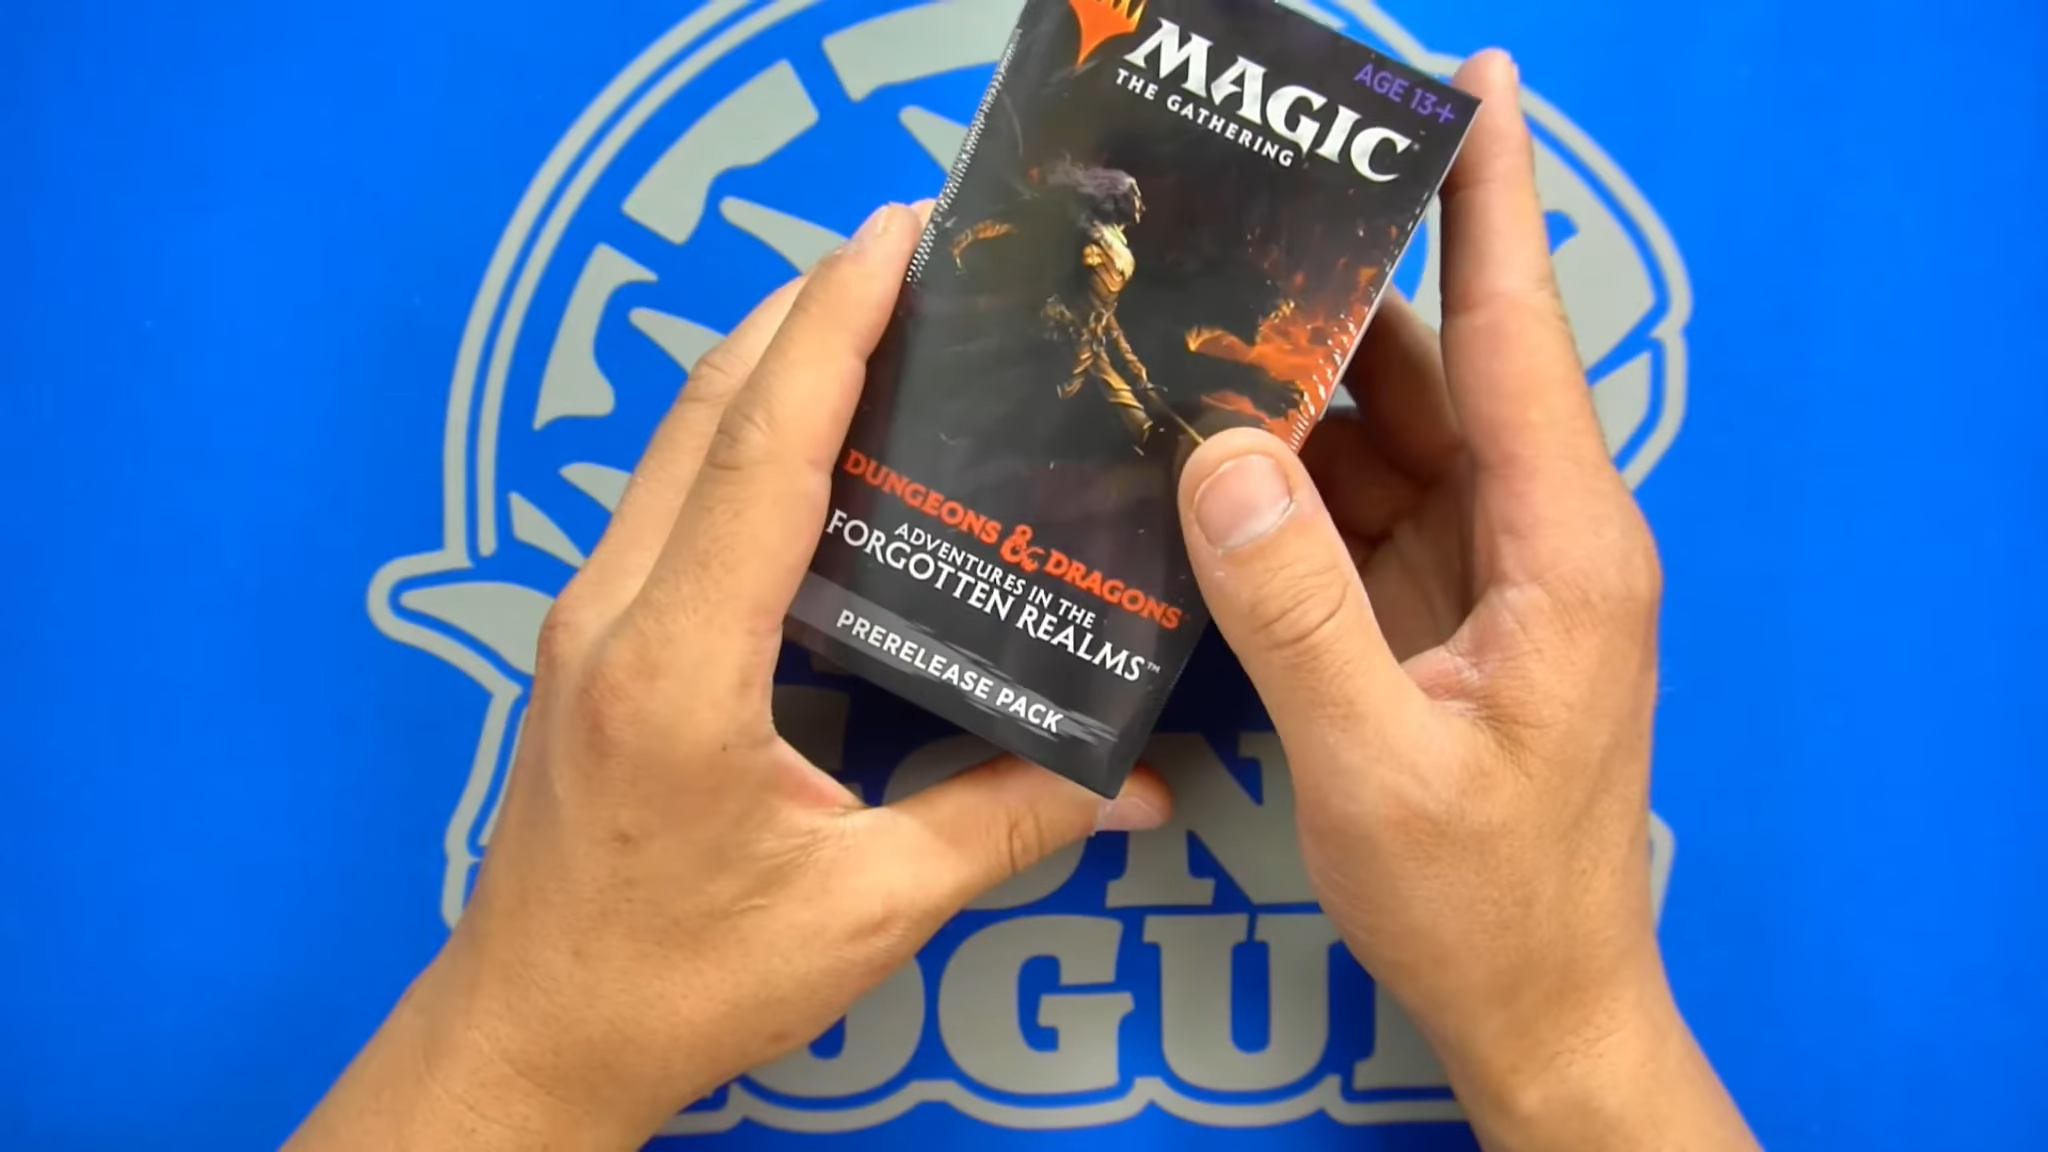 MAGIC
THE GATHERING
AGE 13+
DUNGEONS & DRAGONS
ADVENTURES IN THE
FORGOTTEN REALMS™
PRERELEASE PACK